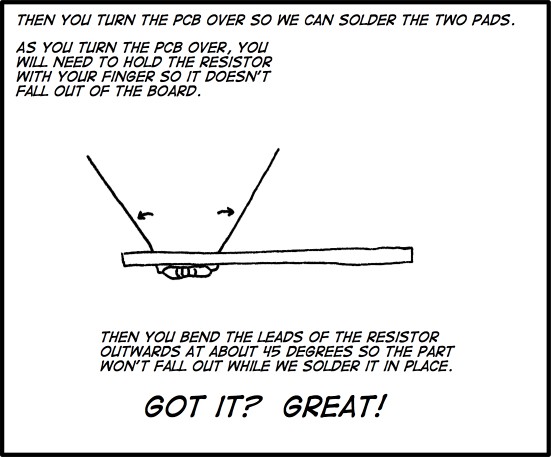 THEN YOU TURN THE PCB OVER SO WE CAN SOLDER THE TWO PADS.
AS YOU TURN THE PCB OVER, YOU
WILL NEED TO HOLD THE RESISTOR
WITH YOUR FINGER SO IT DOESN'T
FALL OUT OF THE BOARD.
THEN YOU BEND THE LEADS OF THE RESISTOR
OUTWARDS AT ABOUT 45 DEGREES SO THE PART
WON'T FALL OUT WHILE WE SOLDER IT IN PLACE.
GOT IT? GREAT!